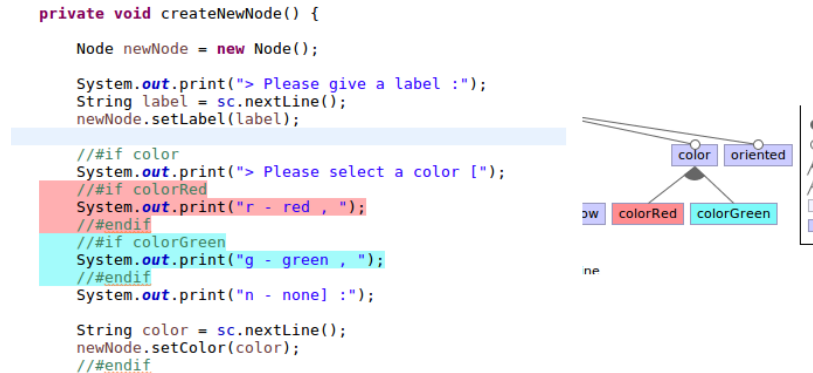 private void createNewNode() {
Node newNode = new Node();
System.out.print("> Please give a label :");
String label = sc.nextLine();
newNode.setLabel(label);
//#if color
System.out.print("> Please select a color [");
//#if colorRed
System.out.print("r - red , ");
//#endif
//#if colorGreen
System.out.print("g - green , ");
//#endif
System.out.print("n - none] :");
String color = sc.nextLine();
newNode.setColor(color);
//#endif
color oriented
ow colorRed colorGreen
ne